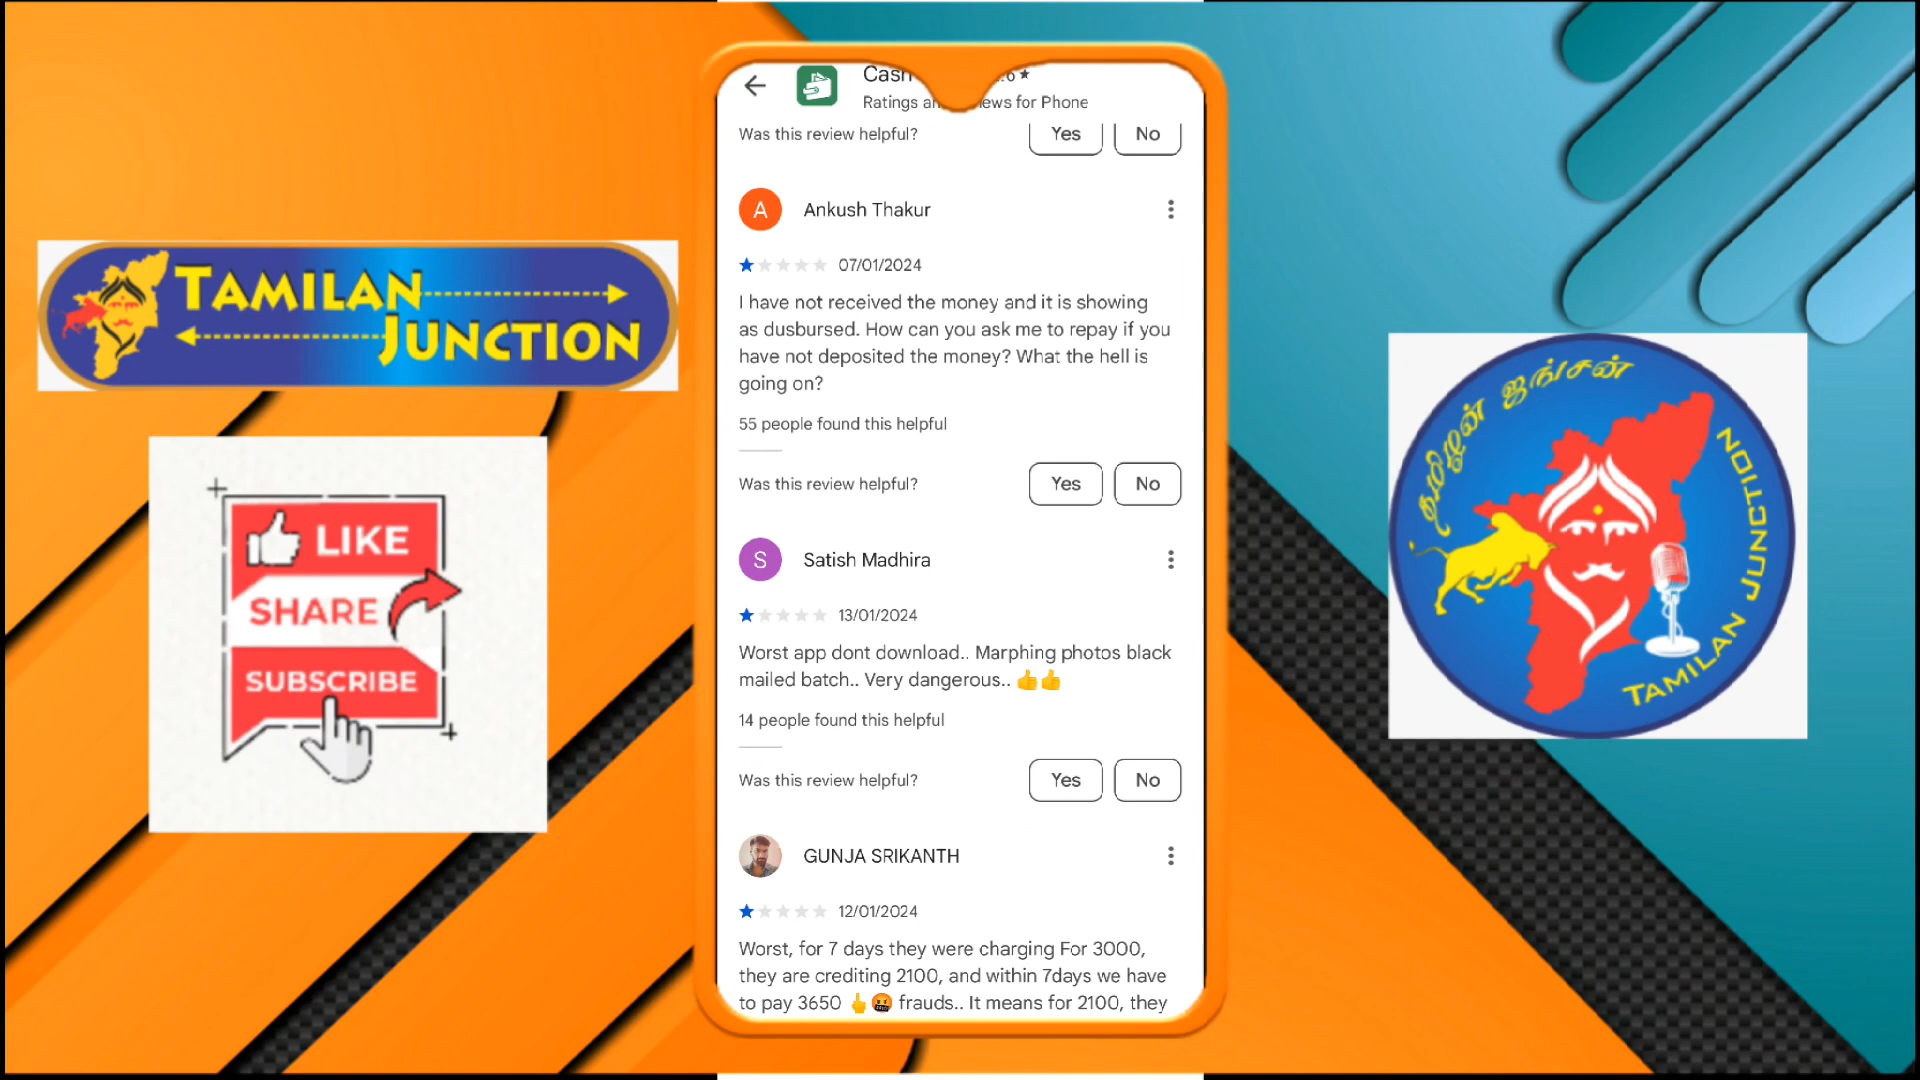 TAMILAN
JUNCTION
LIKE
SHARE
SUBSCRIBE
Cash
6★
Ratings an
ews for Phone
Was this review helpful?
Yes
No
A
Ankush Thakur
07/01/2024
I have not received the money and it is showing
as dusbursed. How can you ask me to repay if you
have not deposited the money? What the hell is
going on?
55 people found this helpful
Was this review helpful?
Yes
No
S
Satish Madhira
13/01/2024
Worst app dont download.. Marphing photos black
mailed batch.. Very dangerous.. 👍👍
14 people found this helpful
Was this review helpful?
Yes
No
GUNJA SRIKANTH
12/01/2024
Worst, for 7 days they were charging For 3000,
they are crediting 2100, and within 7days we have
to pay 3650 🖕🤬 frauds.. It means for 2100, they
தமிழன் ஜங்சன்
TAMILAN JUNCTION